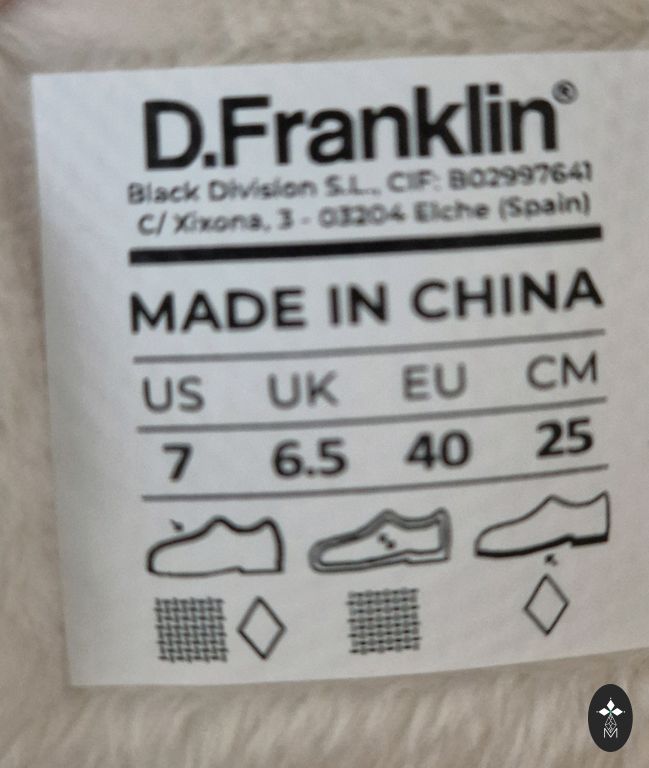 D.Franklin®
Black Division S.L., CIF: B02997641
C/ Xixona, 3 - 03204 Elche (Spain)
MADE IN CHINA
US UK EU CM
7 6.5 40 25
M